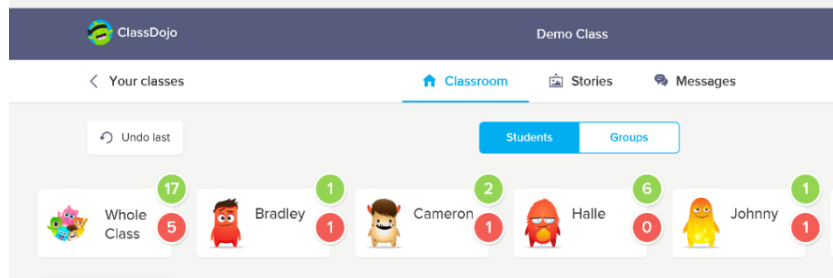 ClassDojo Demo Class
Your classes Classroom Stories Messages
Undo last Students Groups
17 1 2 6 1
Whole Bradley Cameron Halle Johnny
Class 5 1 1 0 1